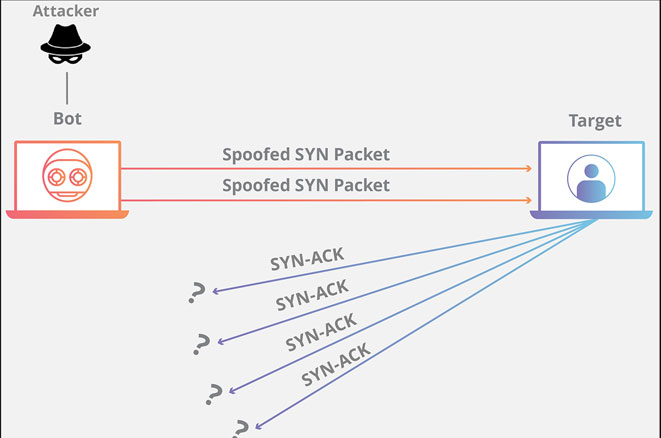 Attacker
Bot
Target
Spoofed SYN Packet
Spoofed SYN Packet
SYN-ACK
?
SYN-ACK
?
SYN-ACK
?
SYN-ACK
?